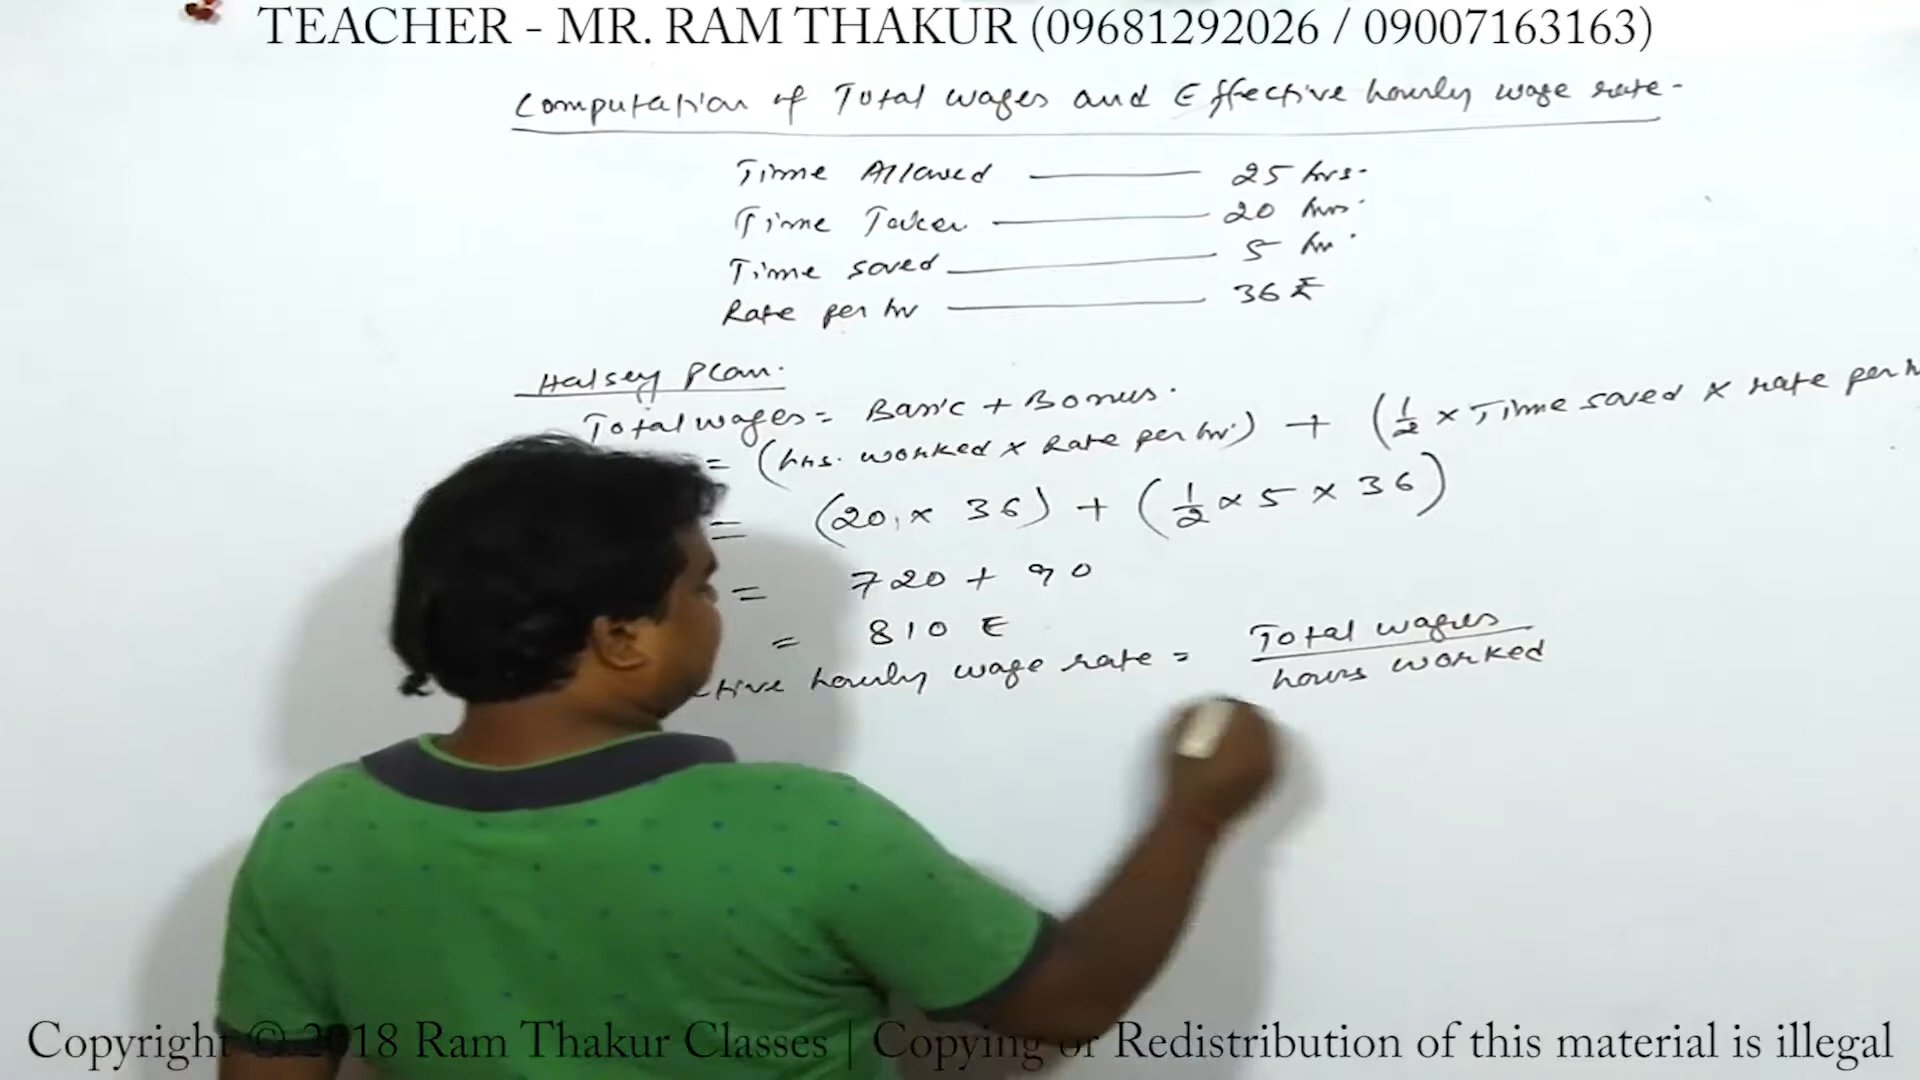 TEACHER - MR. RAM THAKUR (09681292026 / 09007163163)
Computation of Total wages and Effective hourly wage rate-
Time Allowed 25 hrs.
Time Taken 20 hrs.
Time saved 5 hr.
Rate per hr 36 ₹
Halsey Plan.
Total wages = Basic + Bonus.
= (hrs. worked × Rate per hr) + (1/2 × Time saved × rate per
= (20 × 36) + (1/2 × 5 × 36)
= 720 + 90
= 810 ₹
ctive hourly wage rate = Total wages / hours worked
Copyright © 2018 Ram Thakur Classes | Copying or Redistribution of this material is illegal